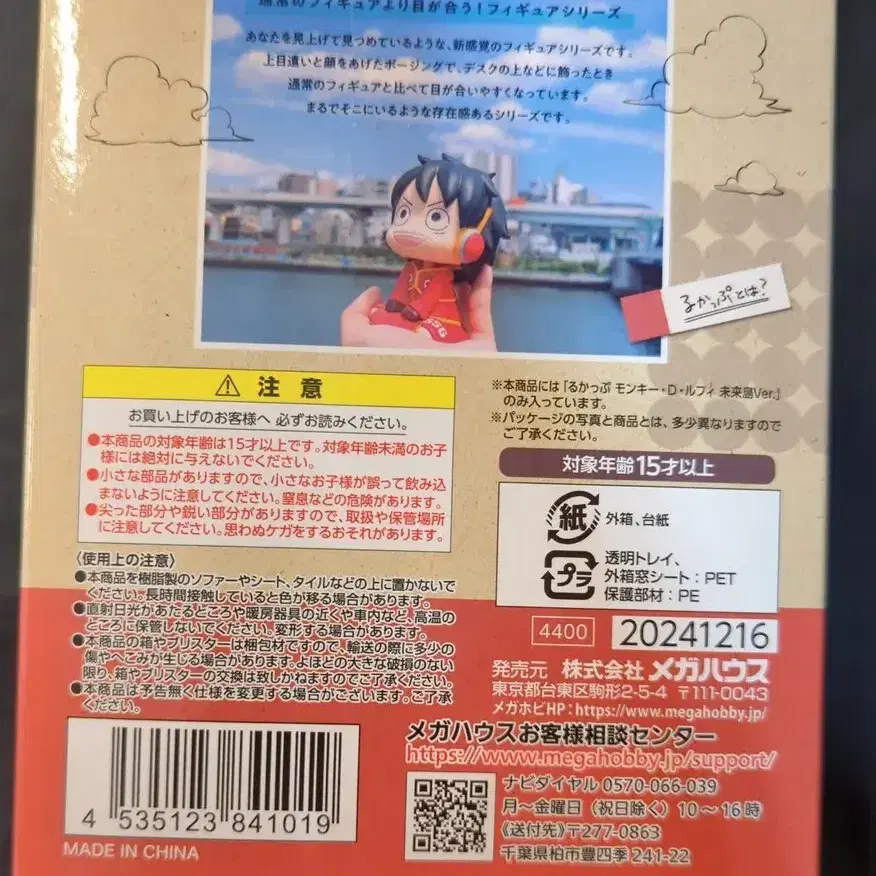 通常のフィギュアより目が合う！フィギュアシリーズ
あなたを見上げて見つめているような、新感覚のフィギュアシリーズです。
上目遣いと顔をあげたポージングで、デスクの上などに飾ったとき
通常のフィギュアと比べて目が合いやすくなっています。
まるでそこにいるような存在感あるシリーズです。
るかっぷとは?
⚠ 注意
お買い上げのお客様へ 必ずお読みください。
●本商品の対象年齢は15才以上です。対象年齢未満のお子
様には絶対に与えないでください。
●小さな部品がありますので、小さなお子様が誤って飲み込
まないように注意してください。窒息などの危険があります。
●尖った部分や鋭い部分がありますので、取扱や保管場所
に注意してください。思わぬケガをするおそれがあります。
〈使用上の注意〉
●本商品を樹脂製のソファーやシート、タイルなどの上に置かないで
ください。長時間接触していると色が移る場合があります。
●直射日光があたるところや暖房器具の近くや車内など、高温の
ところに保管しないでください。変形する場合があります。
●本商品の箱やブリスターは梱包材ですので、輸送の際に多少の
傷やへこみが生じる場合があります。よほどの大きな破損のない
限り、箱やブリスターの交換は致しかねますのでご了承ください。
●本商品は予告無く仕様を変更する場合がございます。ご了承
ください。
※本商品には「るかっぷ モンキー・D・ルフィ 未来島Ver.」
のみ入っています。
※パッケージの写真と商品とは、多少異なりますので
ご了承ください。
対象年齢15才以上
紙 外箱、台紙
プラ 透明トレイ、
外箱窓シート：PET
保護部材：PE
4400 20241216
発売元 株式会社 メガハウス
東京都台東区駒形2-5-4 〒111-0043
メガホビHP：https://www.megahobby.jp/
メガハウスお客様相談センター
https://www.megahobby.jp/support/
ナビダイヤル 0570-066-039
月～金曜日（祝日除く）10～16時
《送付先》〒277-0863
千葉県柏市豊四季 241-22
4 535123 841019
MADE IN CHINA